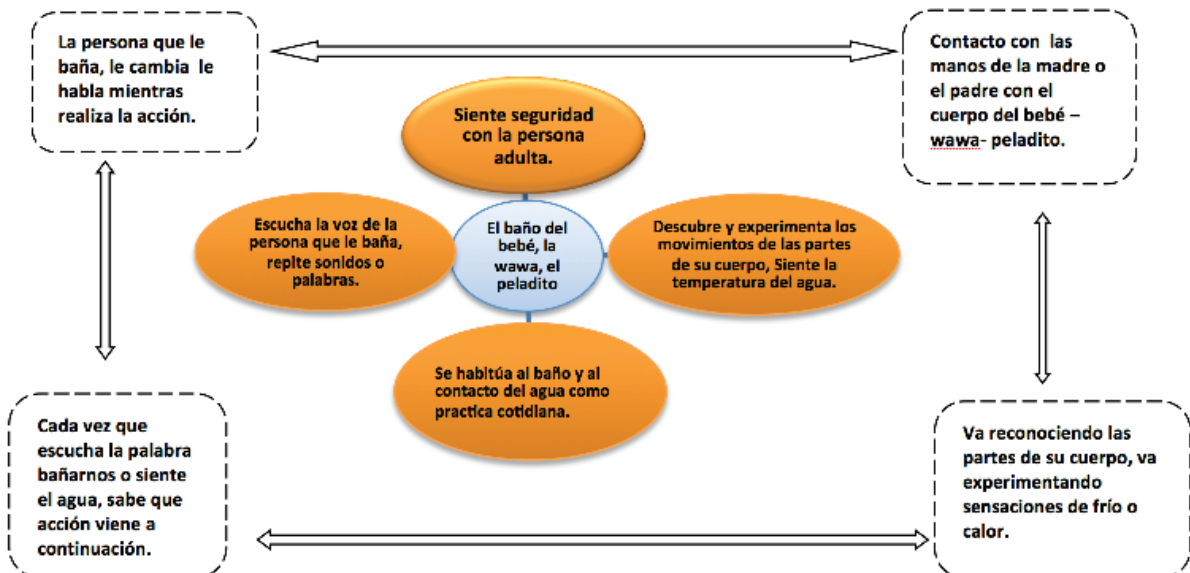 La persona que le
baña, le cambia le
habla mientras
realiza la acción.
Contacto con las
manos de la madre o
el padre con el
cuerpo del bebé –
wawa- peladito.
Siente seguridad
con la persona
adulta.
Escucha la voz de la
persona que le baña,
repite sonidos o
palabras.
El baño del
bebé, la
wawa, el
peladito
Descubre y experimenta los
movimientos de las partes
de su cuerpo, Siente la
temperatura del agua.
Se habitúa al baño y al
contacto del agua como
practica cotidiana.
Cada vez que
escucha la palabra
bañarnos o siente
el agua, sabe que
acción viene a
continuación.
Va reconociendo las
partes de su cuerpo, va
experimentando
sensaciones de frío o
calor.